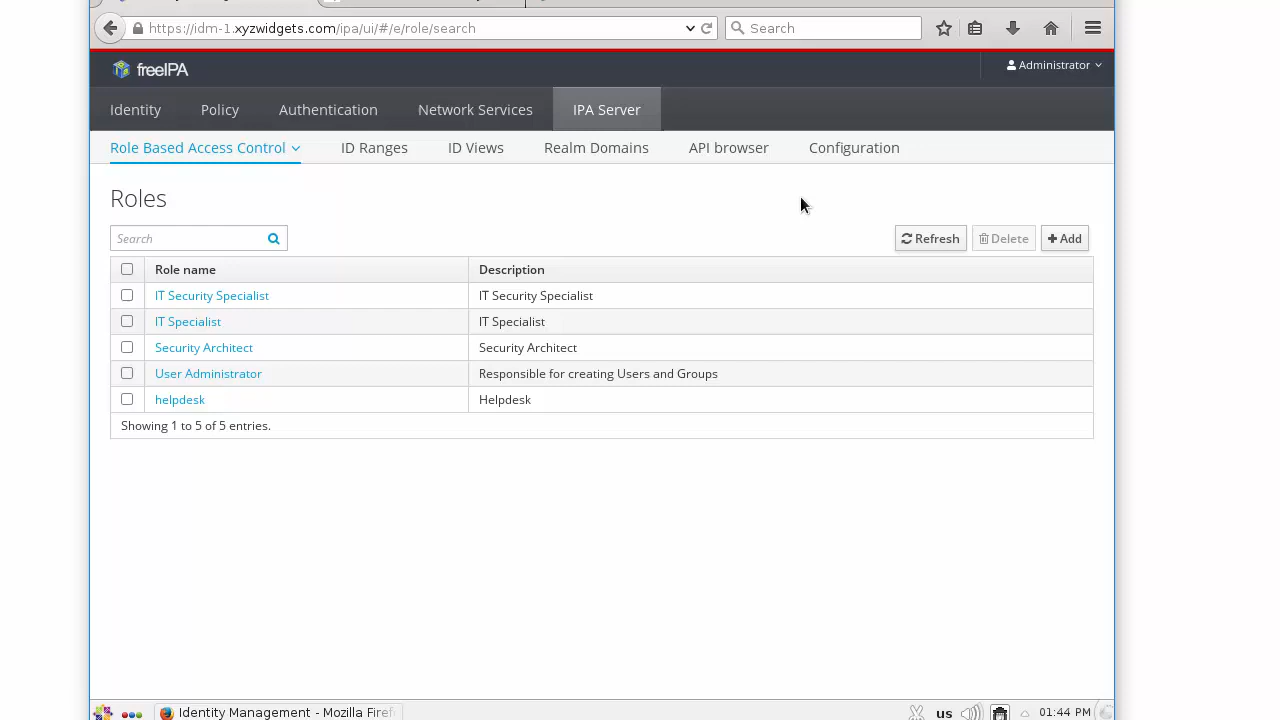 https://idm-1.xyzwidgets.com/ipa/ui/#/e/role/search
Search
freeIPA
Administrator
Identity
Policy
Authentication
Network Services
IPA Server
Role Based Access Control
ID Ranges
ID Views
Realm Domains
API browser
Configuration
Roles
Search
Refresh
Delete
Add
Role name
Description
IT Security Specialist
IT Security Specialist
IT Specialist
IT Specialist
Security Architect
Security Architect
User Administrator
Responsible for creating Users and Groups
helpdesk
Helpdesk
Showing 1 to 5 of 5 entries.
Identity Management - Mozilla Firef
us
01:44 PM